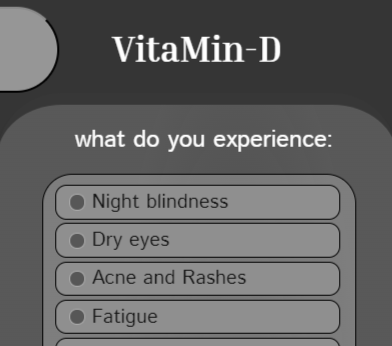 VitaMin-D
what do you experience:
Night blindness
Dry eyes
Acne and Rashes
Fatigue